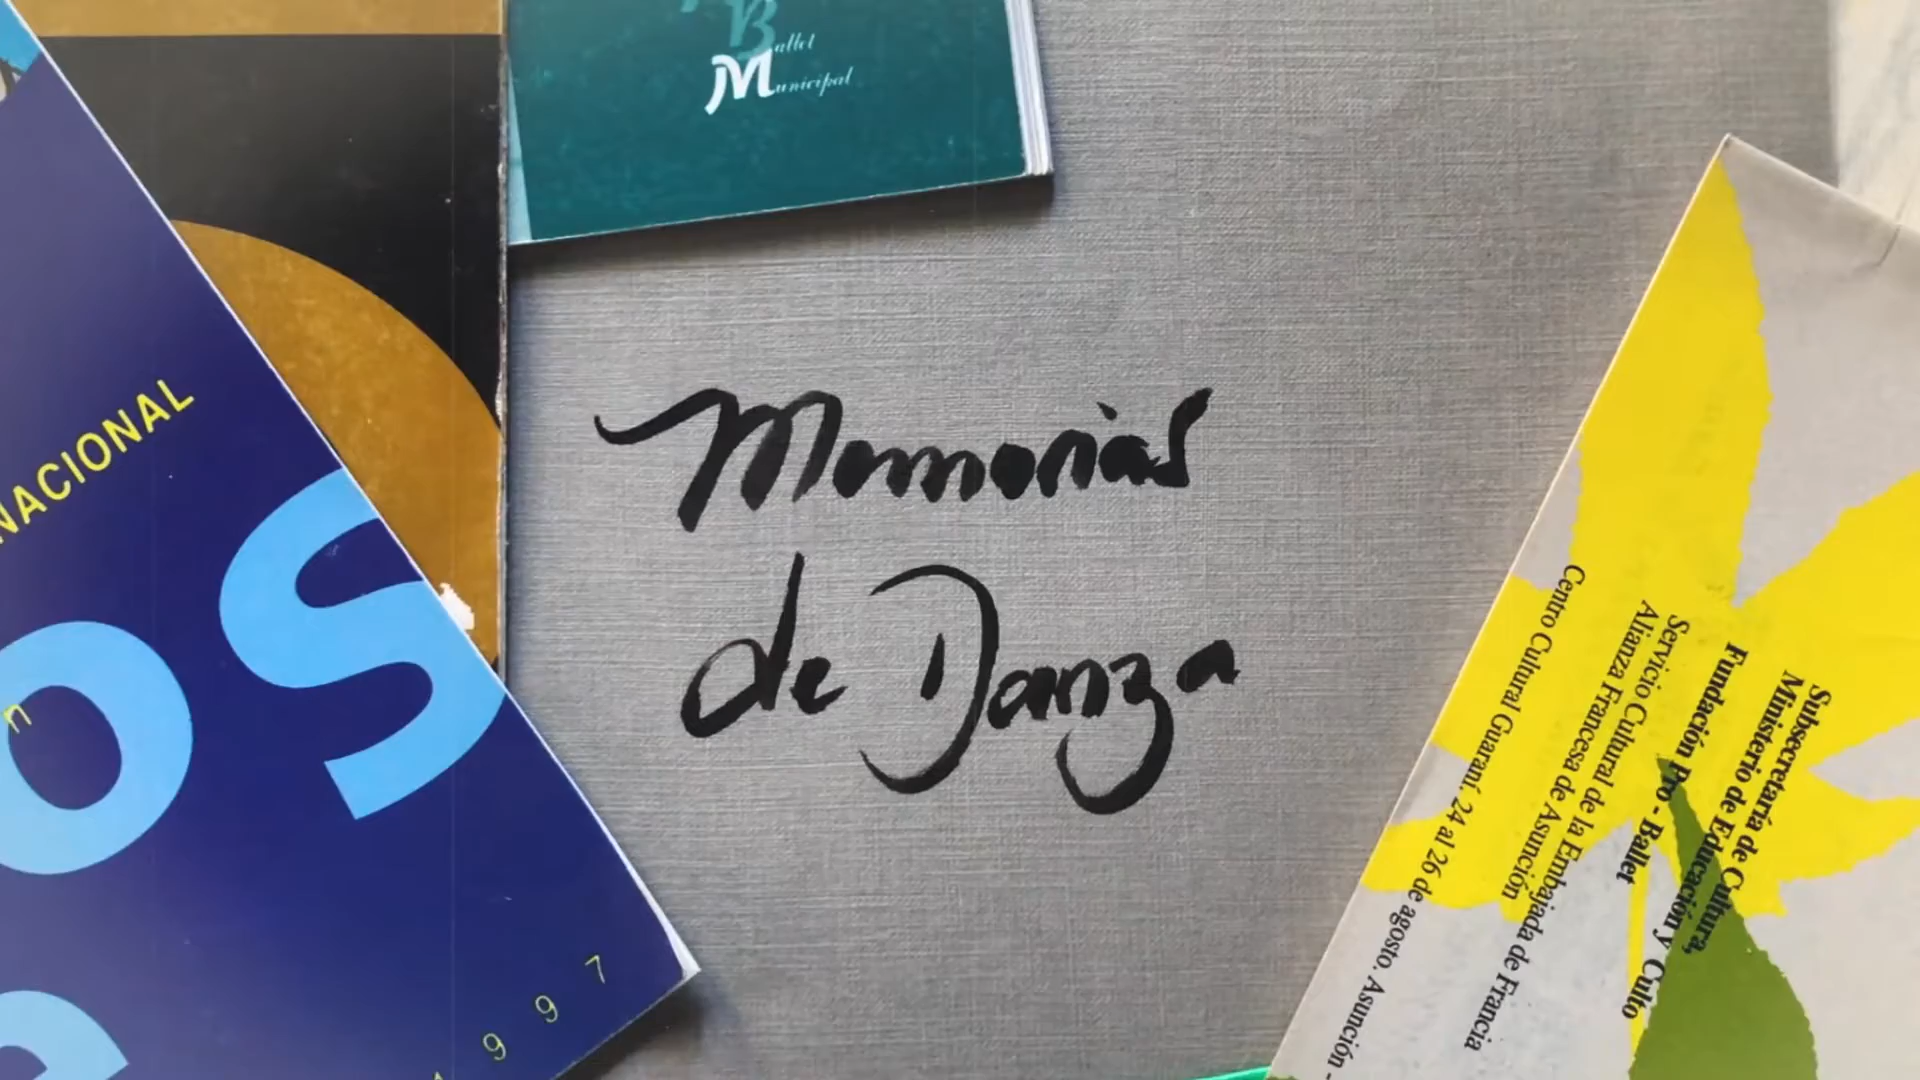 Ballet
Municipal
NACIONAL
so
n
1997
Memorias
de Danza
Subsecretaría de Cultura,
Ministerio de Educación y Culto
Fundación Pro - Ballet
Servicio Cultural de la Embajada de Francia
Alianza Francesa de Asunción
Centro Cultural Guaraní. 24 al 26 de agosto. Asunción -